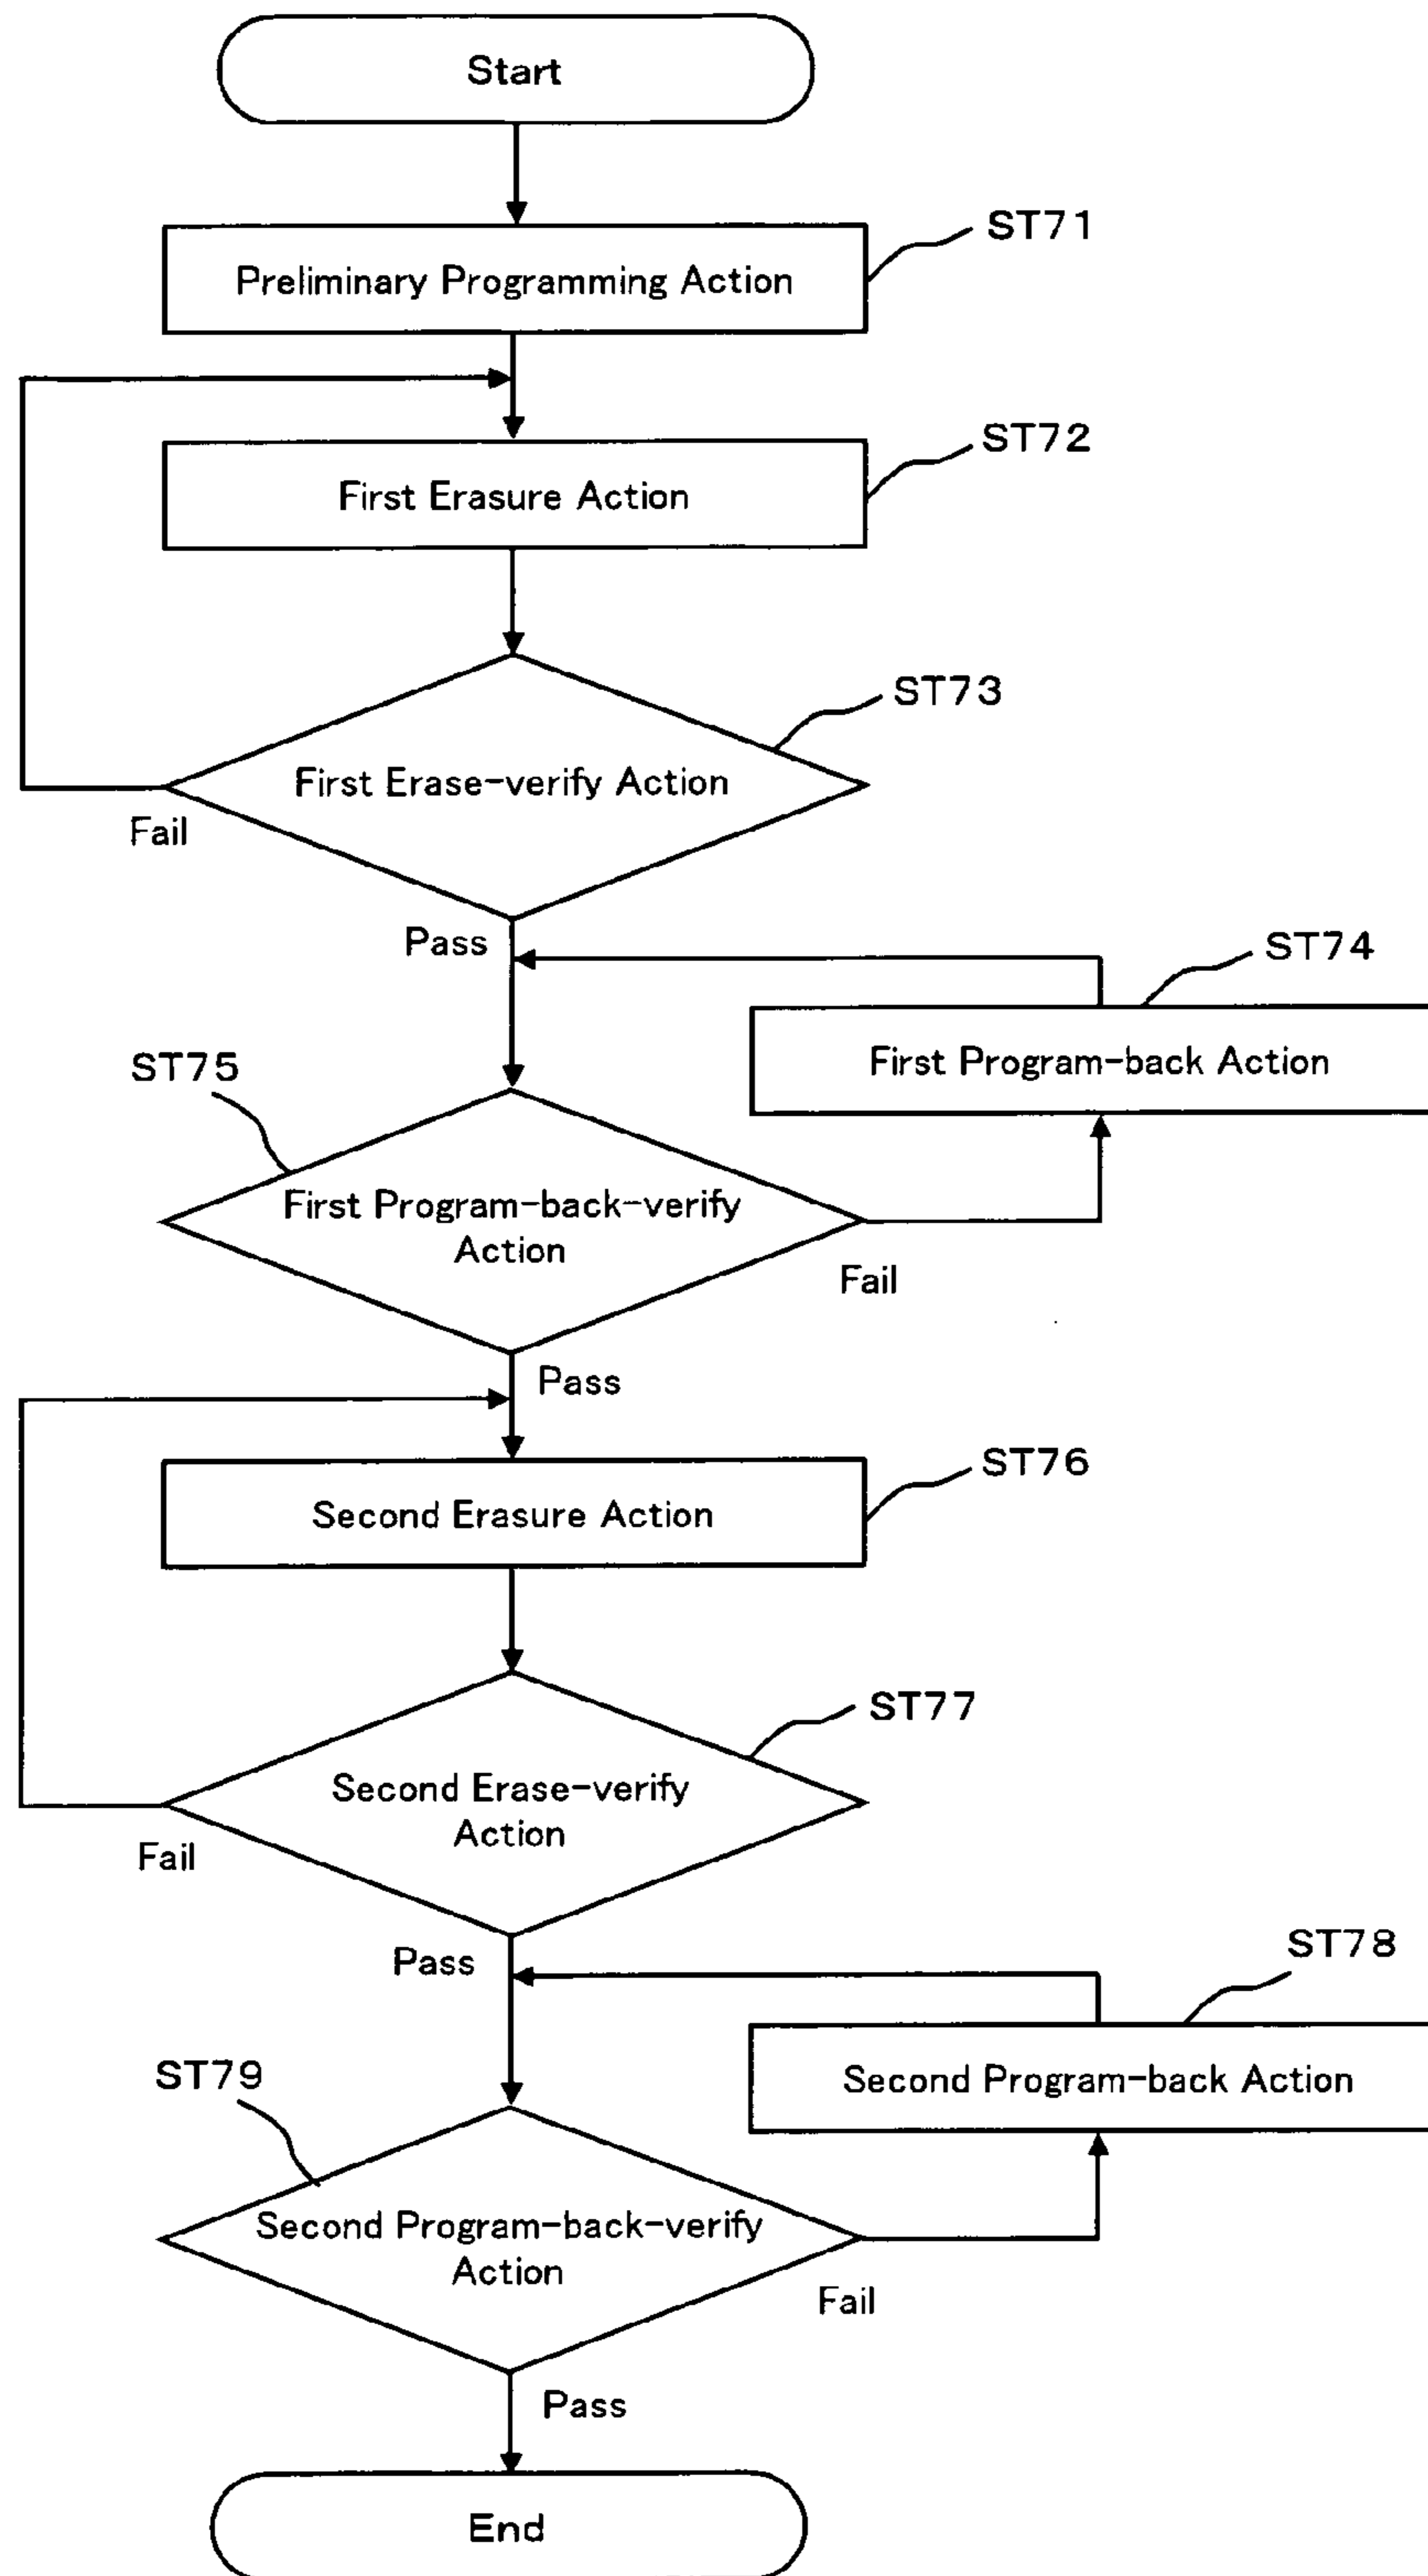 Start
ST71
Preliminary Programming Action
ST72
First Erasure Action
ST73
First Erase-verify Action
Fail
Pass
ST74
First Program-back Action
ST75
First Program-back-verify
Action
Fail
Pass
ST76
Second Erasure Action
ST77
Second Erase-verify
Action
Fail
Pass
ST78
Second Program-back Action
ST79
Second Program-back-verify
Action
Fail
Pass
End